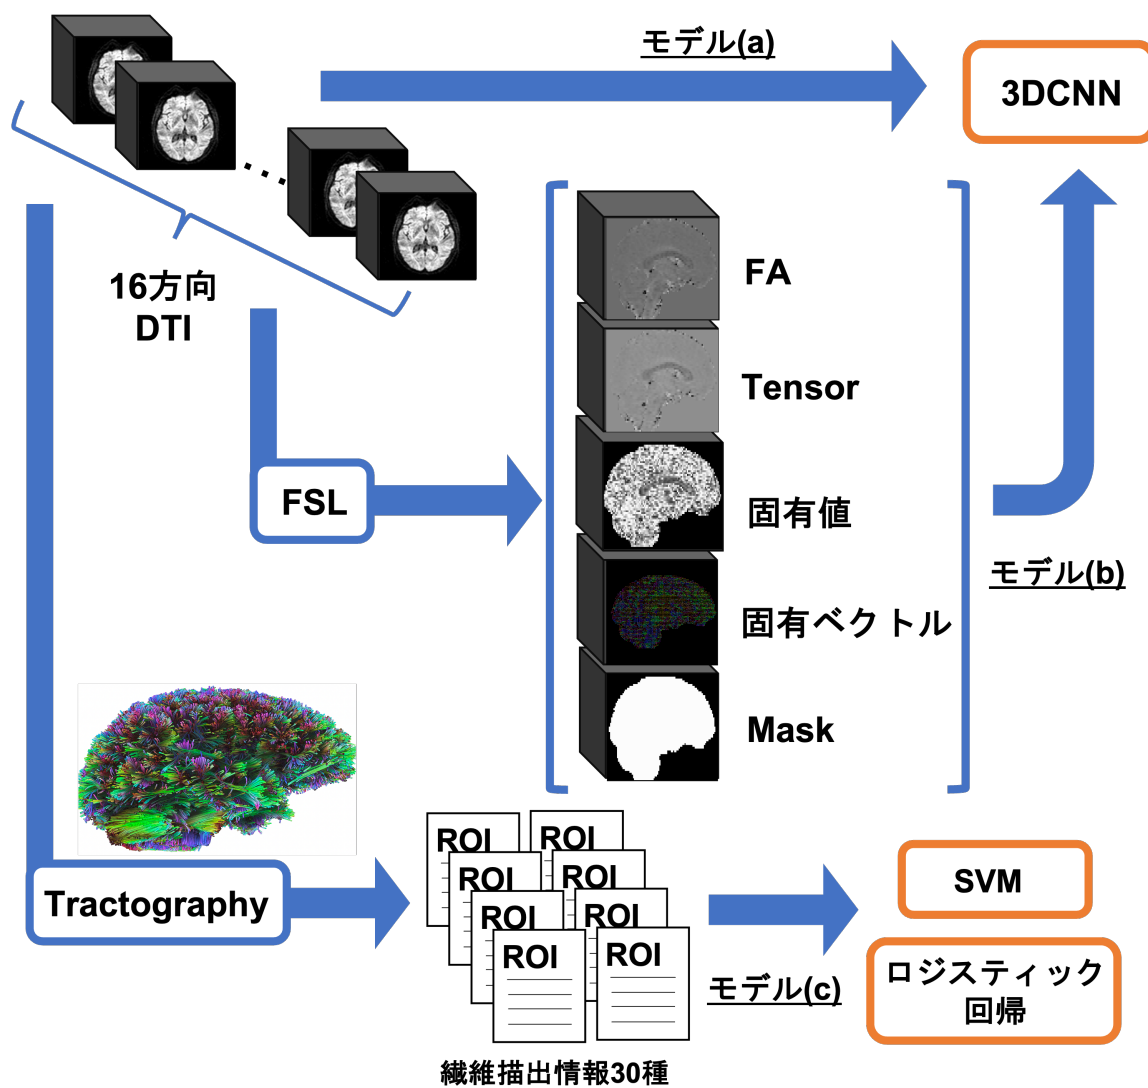 モデル(a)
3DCNN
16方向
DTI
FA
Tensor
FSL
固有値
モデル(b)
固有ベクトル
Mask
Tractography
ROI
ROI
ROI
ROI
ROI
ROI
ROI
ROI
モデル(c)
SVM
ロジスティック
回帰
繊維描出情報30種